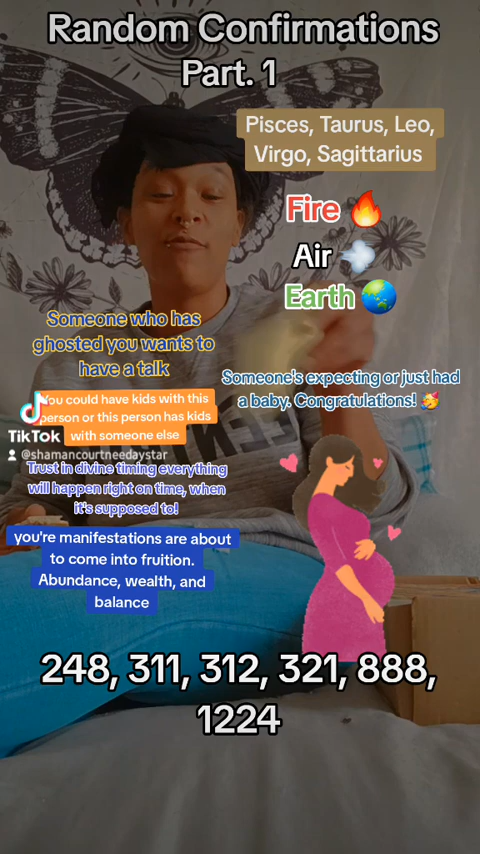 Random Confirmations
Part. 1
Pisces, Taurus, Leo,
Virgo, Sagittarius
Fire 🔥
Air 💨
Earth 🌎
Someone who has
ghosted you wants to
have a talk
Someone's expecting or just had
a baby. Congratulations! 🥳
You could have kids with this
person or this person has kids
with someone else
TikTok
@shamancourtneedaystar
Trust in divine timing everything
will happen right on time, when
it's supposed to!
you're manifestations are about
to come into fruition.
Abundance, wealth, and
balance
248, 311, 312, 321, 888,
1224